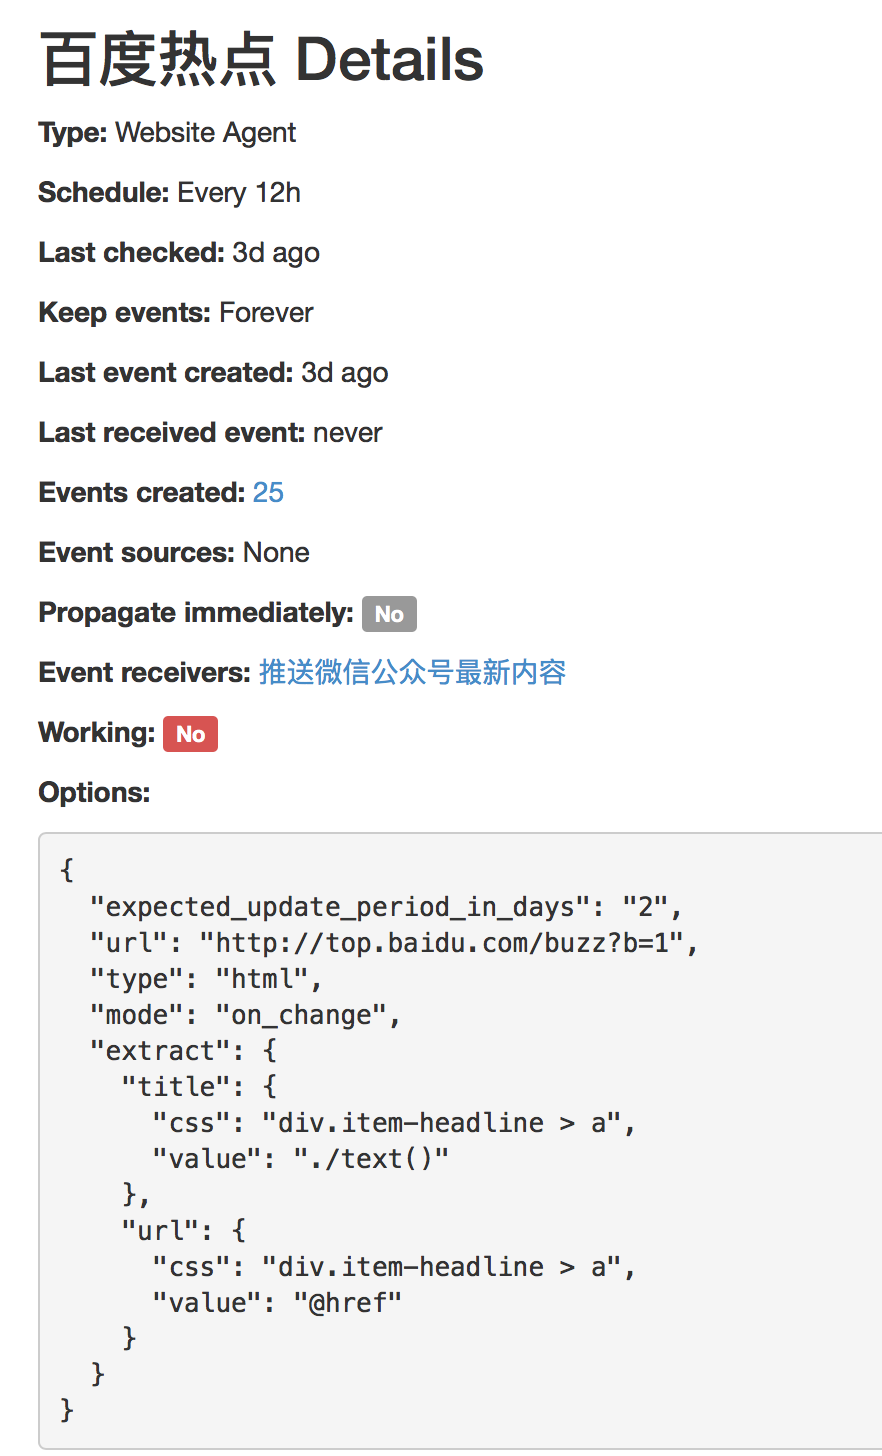 百度热点 Details
Type: Website Agent
Schedule: Every 12h
Last checked: 3d ago
Keep events: Forever
Last event created: 3d ago
Last received event: never
Events created: 25
Event sources: None
Propagate immediately: No
Event receivers: 推送微信公众号最新内容
Working: No
Options:
{
  "expected_update_period_in_days": "2",
  "url": "http://top.baidu.com/buzz?b=1",
  "type": "html",
  "mode": "on_change",
  "extract": {
    "title": {
      "css": "div.item-headline > a",
      "value": "./text()"
    },
    "url": {
      "css": "div.item-headline > a",
      "value": "@href"
    }
  }
}